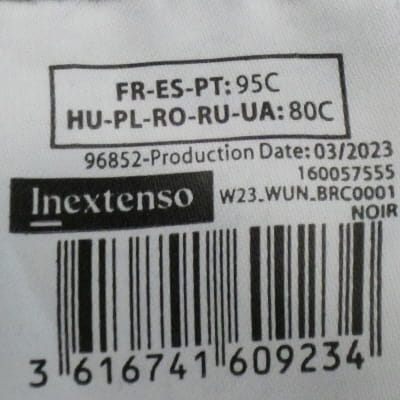 FR-ES-PT: 95C
HU-PL-RO-RU-UA: 80C
96852-Production Date: 03/2023
160057555
Inextenso
W23_WUN_BRC0001
NOIR
3 616741 609234